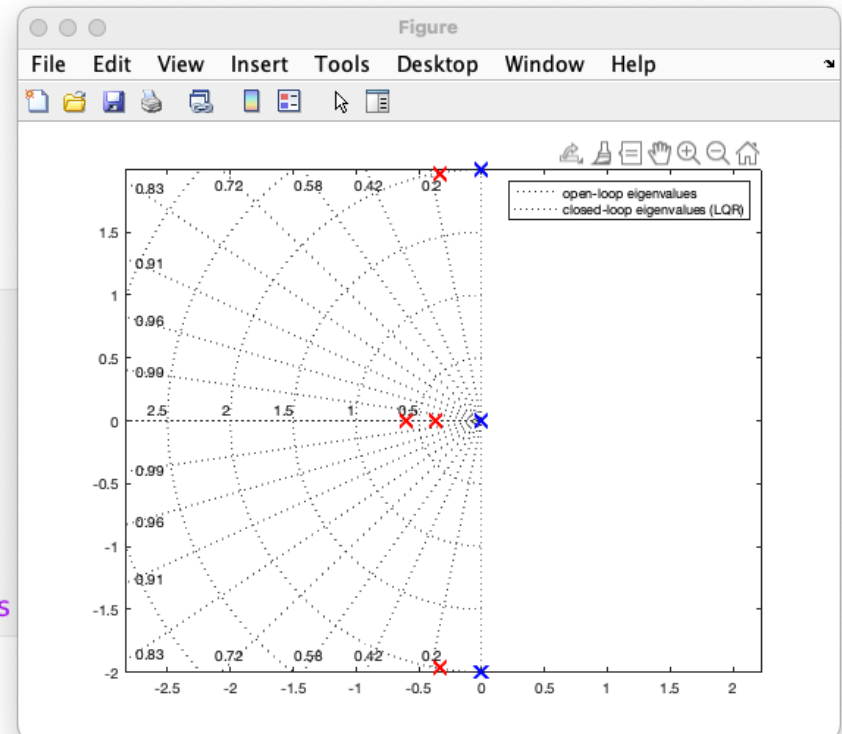 Figure
File Edit View Insert Tools Desktop Window Help
0.83 0.72 0.58 0.42 0.2
open-loop eigenvalues
closed-loop eigenvalues (LQR)
1.5
0.91
1
0.96
0.5
0.99
2.5 2 1.5 1 0.5
0
0.99
-0.5
0.96
-1
0.91
-1.5
s
0.83 0.72 0.58 0.42 0.2
-2
-2.5 -2 -1.5 -1 -0.5 0 0.5 1 1.5 2